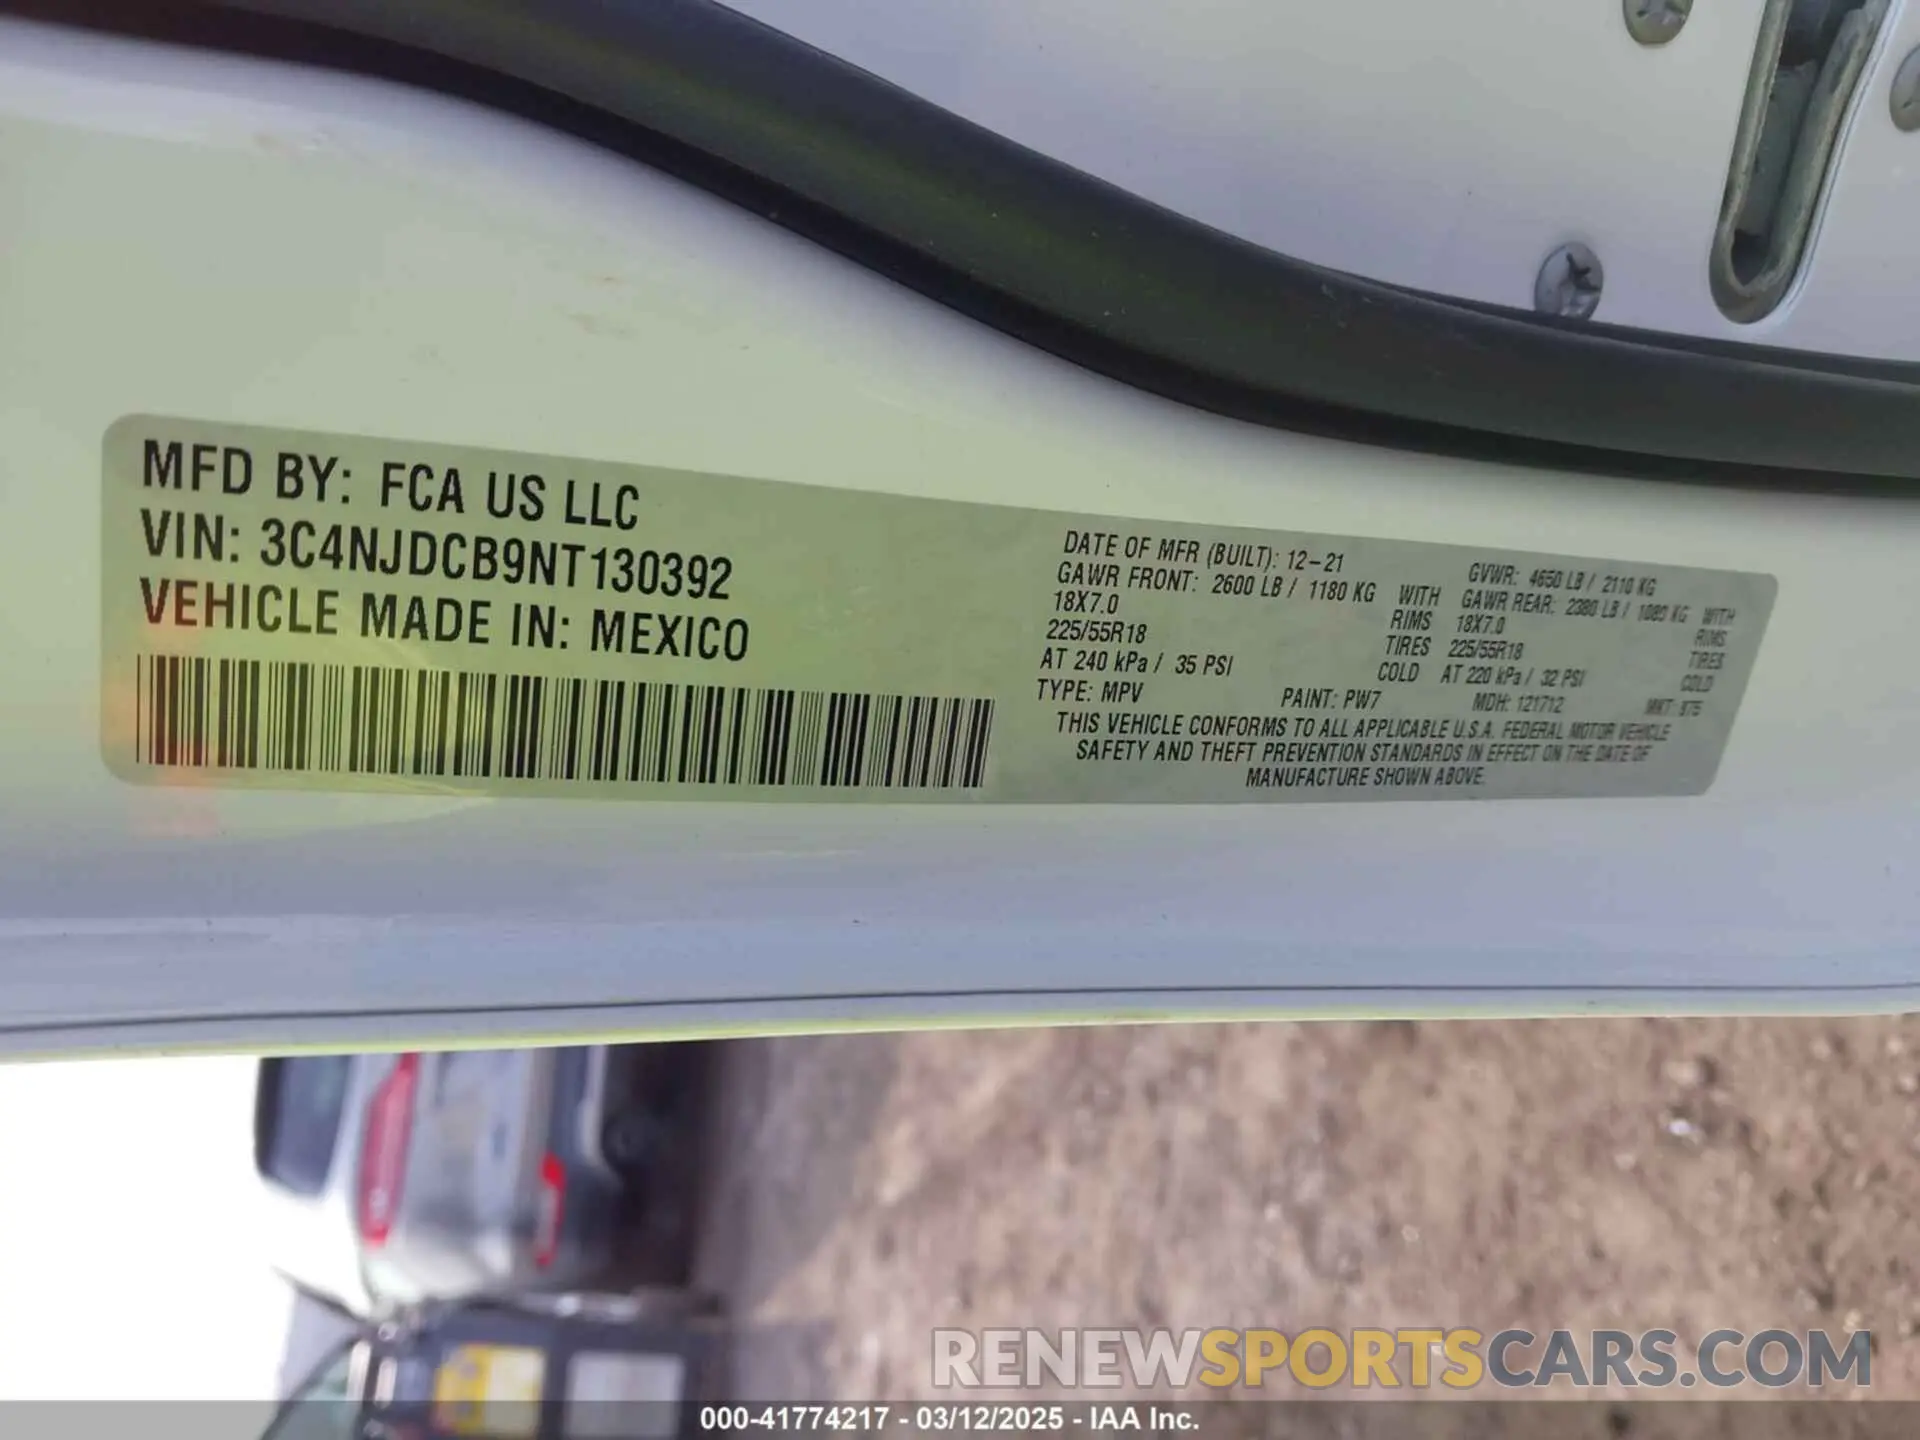 MFD BY: FCA US LLC
VIN: 3C4NJDCB9NT130392
VEHICLE MADE IN: MEXICO
DATE OF MFR (BUILT): 12-21 GVWR: 4650 LB / 2110 KG
GAWR FRONT: 2600 LB / 1180 KG WITH GAWR REAR: 2380 LB / 1080 KG WITH
18X7.0 RIMS 18X7.0 RIMS
225/55R18 TIRES 225/55R18 TIRES
AT 240 kPa / 35 PSI COLD AT 220 kPa / 32 PSI COLD
TYPE: MPV PAINT: PW7 MDH: 121712 MKT: 875
THIS VEHICLE CONFORMS TO ALL APPLICABLE U.S.A. FEDERAL MOTOR VEHICLE
SAFETY AND THEFT PREVENTION STANDARDS IN EFFECT ON THE DATE OF
MANUFACTURE SHOWN ABOVE.
RENEWSPORTSCARS.COM
000-41774217 - 03/12/2025 - IAA Inc.